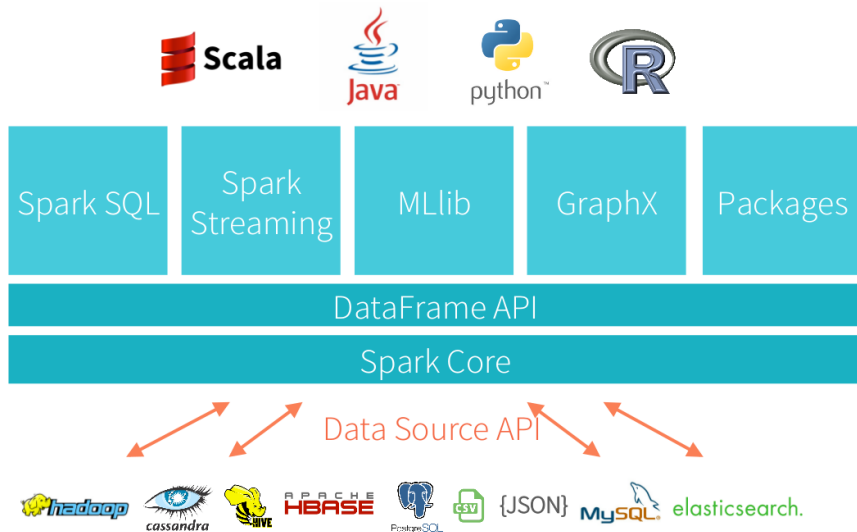 Scala
Java
python™
R
Spark SQL
Spark
Streaming
MLlib
GraphX
Packages
DataFrame API
Spark Core
Data Source API
hadoop
cassandra
HIVE
APACHE
HBASE
PostgreSQL
CSV
{JSON}
MySQL®
elasticsearch.